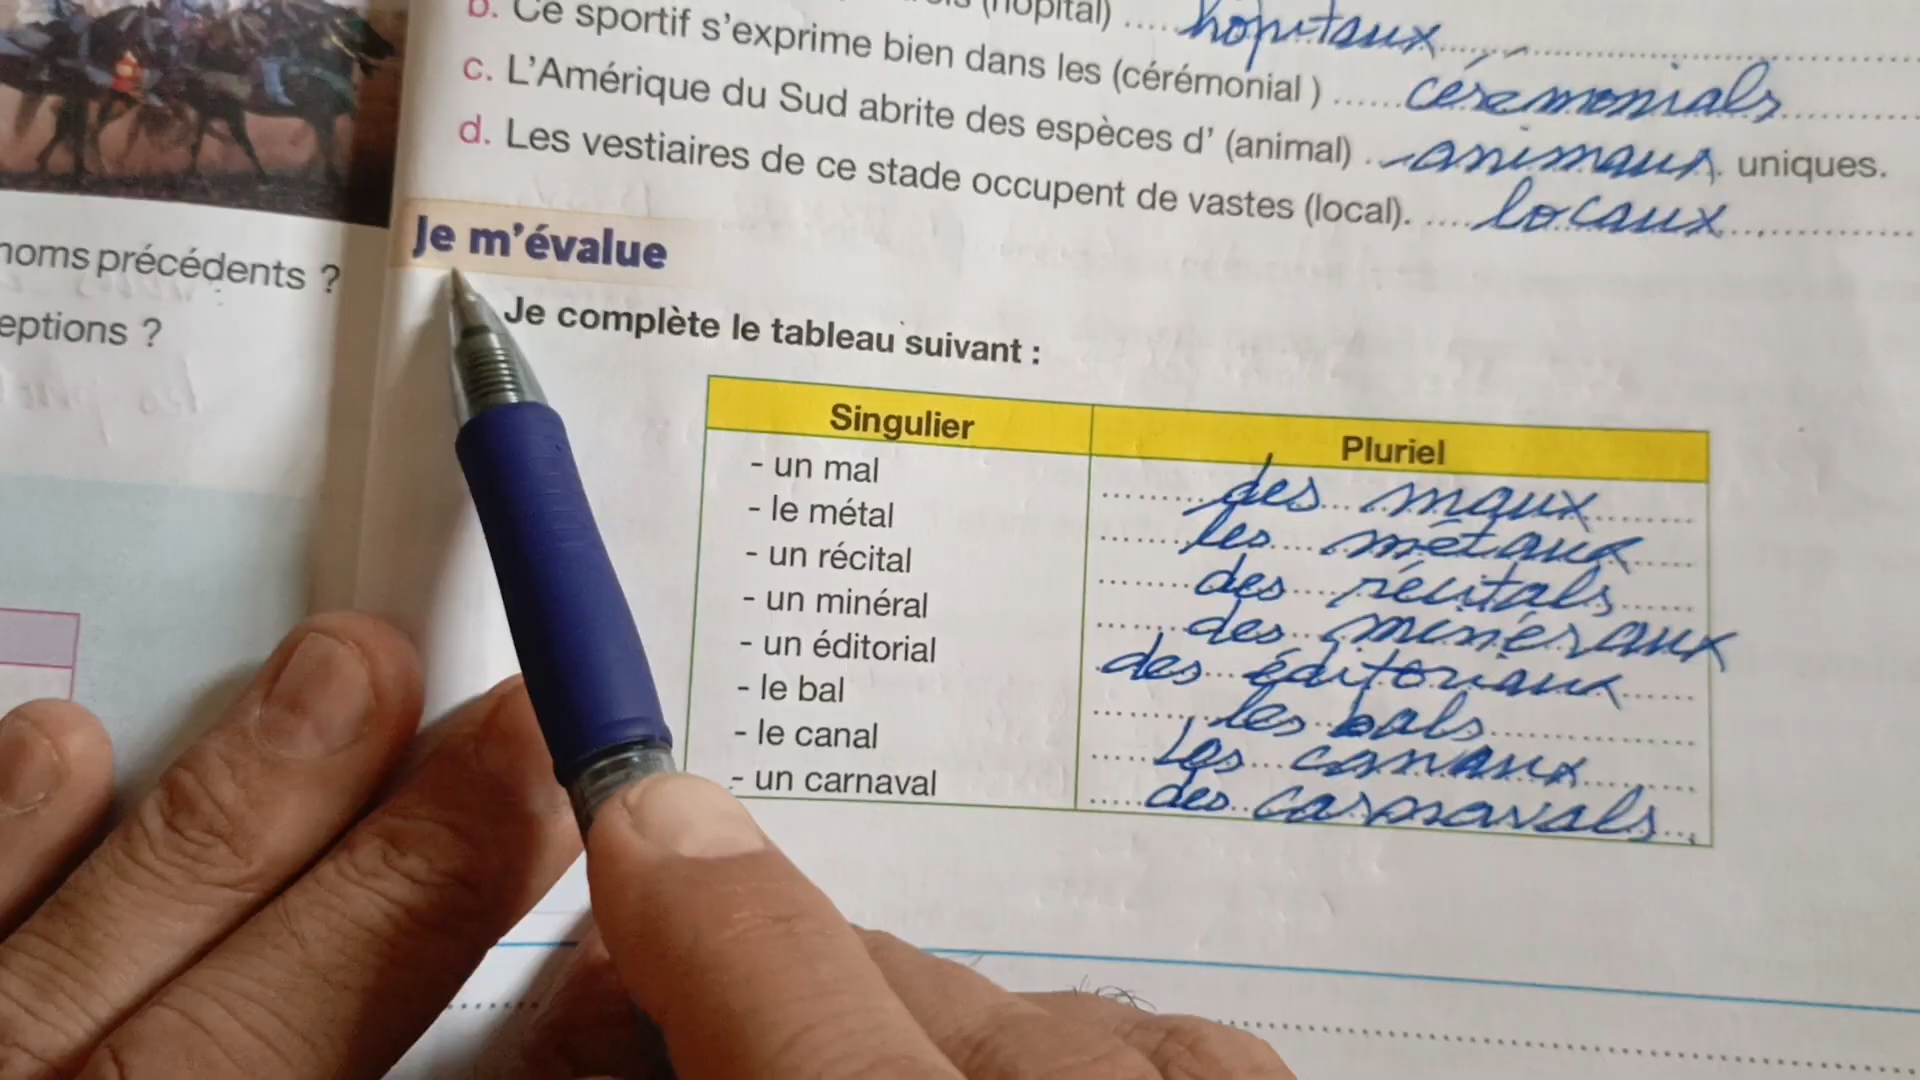 (hôpital) ..... hôpitaux
b. Ce sportif s'exprime bien dans les (cérémonial ) ...... cérémonials
c. L'Amérique du Sud abrite des espèces d' (animal) ... animaux. uniques.
d. Les vestiaires de ce stade occupent de vastes (local). ..... locaux
noms précédents ?
eptions ?
Je m'évalue
Je complète le tableau suivant :
Singulier Pluriel
- un mal des maux
- le métal les métaux
- un récital des récitals
- un minéral des minéraux
- un éditorial des éditoriaux
- le bal les bals
- le canal Les canaux
- un carnaval des carnavals